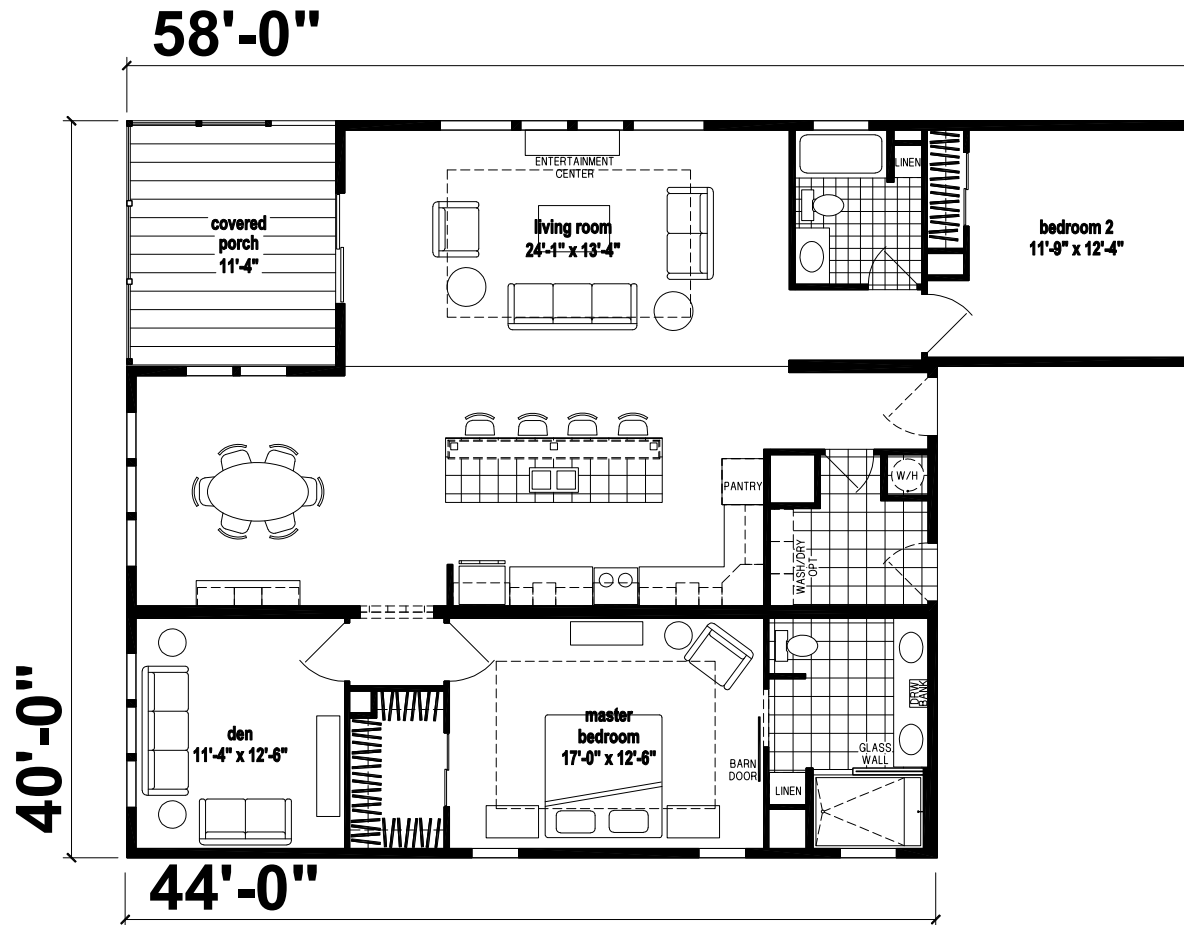 58'-0"
ENTERTAINMENT
CENTER
LINEN
covered
porch
11'-4"
living room
24'-1" x 13'-4"
bedroom 2
11'-9" x 12'-4"
PANTRY
W/H
WASH/DRY
OPT
40'-0"
den
11'-4" x 12'-6"
master
bedroom
17'-0" x 12'-6"
BARN
DOOR
DRW
BANK
GLASS
WALL
LINEN
44'-0"